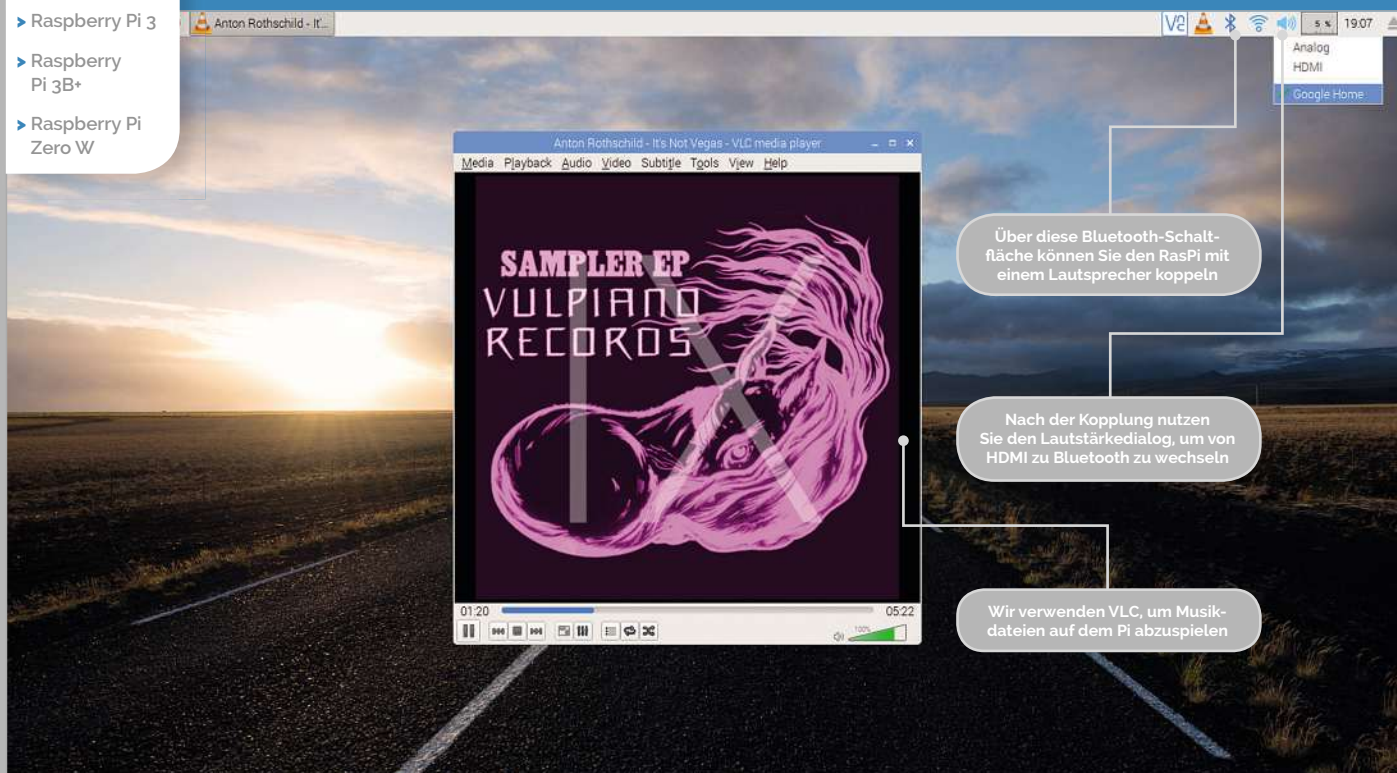 > Raspberry Pi 3
> Raspberry
Pi 3B+
> Raspberry Pi
Zero W
Anton Rothschild - It'...
5 %
19:07
Analog
HDMI
Google Home
Anton Rothschild - It's Not Vegas - VLC media player
Media Playback Audio Video Subtitle Tools View Help
SAMPLER EP
VULPIANO
RECORDS
IX
01:20
05:22
100%
Über diese Bluetooth-Schalt-
fläche können Sie den RasPi mit
einem Lautsprecher koppeln
Nach der Kopplung nutzen
Sie den Lautstärkedialog, um von
HDMI zu Bluetooth zu wechseln
Wir verwenden VLC, um Musik-
dateien auf dem Pi abzuspielen